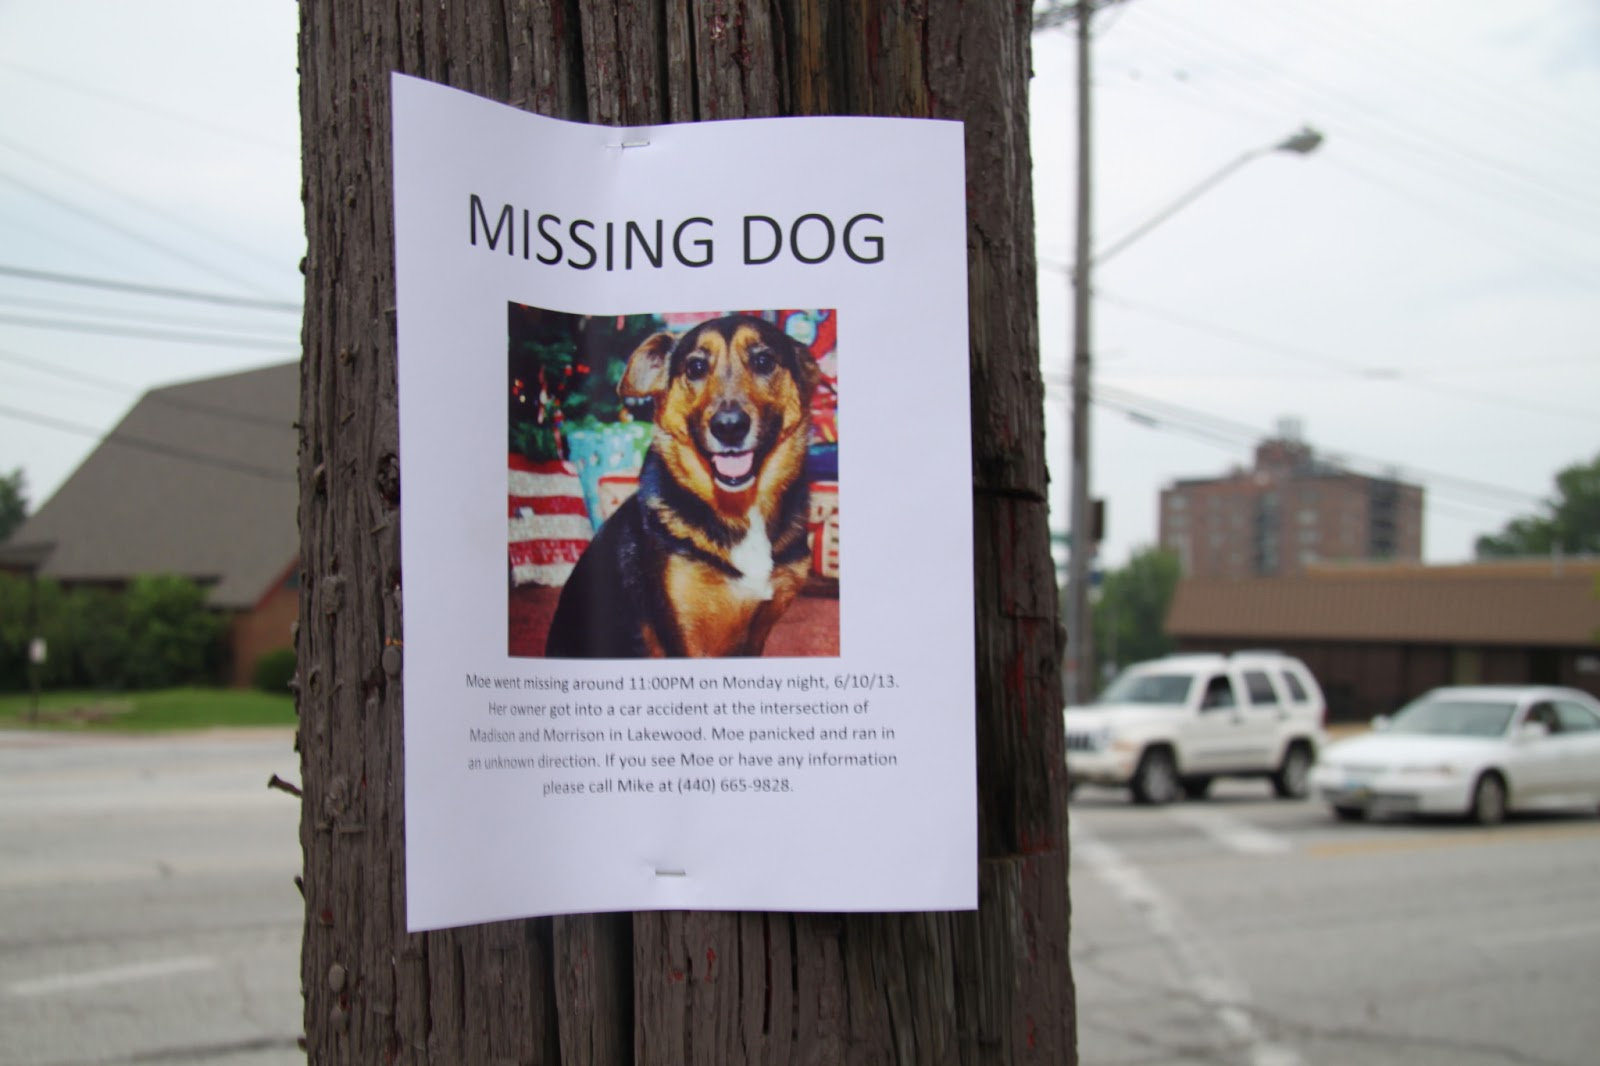 MISSING DOG
Moe went missing around 11:00PM on Monday night, 6/10/13.
Her owner got into a car accident at the intersection of
Madison and Morrison in Lakewood. Moe panicked and ran in
an unknown direction. If you see Moe or have any information
please call Mike at (440) 665-9828.